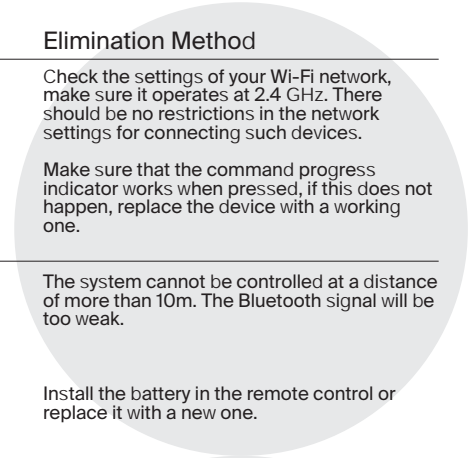 Elimination Method
Check the settings of your Wi-Fi network,
make sure it operates at 2.4 GHz. There
should be no restrictions in the network
settings for connecting such devices.
Make sure that the command progress
indicator works when pressed, if this does not
happen, replace the device with a working
one.
The system cannot be controlled at a distance
of more than 10m. The Bluetooth signal will be
too weak.
Install the battery in the remote control or
replace it with a new one.